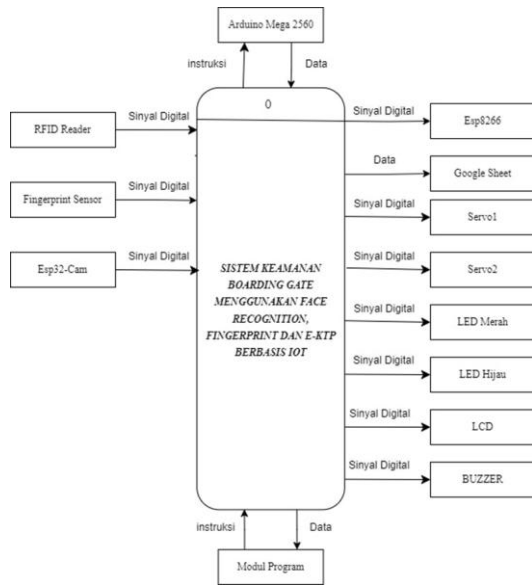 Arduino Mega 2560
instruksi
Data
0
Sinyal Digital
RFID Reader
Sinyal Digital
Fingerprint Sensor
Sinyal Digital
Esp32-Cam
SISTEM KEAMANAN
BOARDING GATE
MENGGUNAKAN FACE
RECOGNITION,
FINGERPRINT DAN E-KTP
BERBASIS IOT
Sinyal Digital
Esp8266
Data
Google Sheet
Sinyal Digital
Servo1
Sinyal Digital
Servo2
Sinyal Digital
LED Merah
Sinyal Digital
LED Hijau
Sinyal Digital
LCD
Sinyal Digital
BUZZER
instruksi
Data
Modul Program